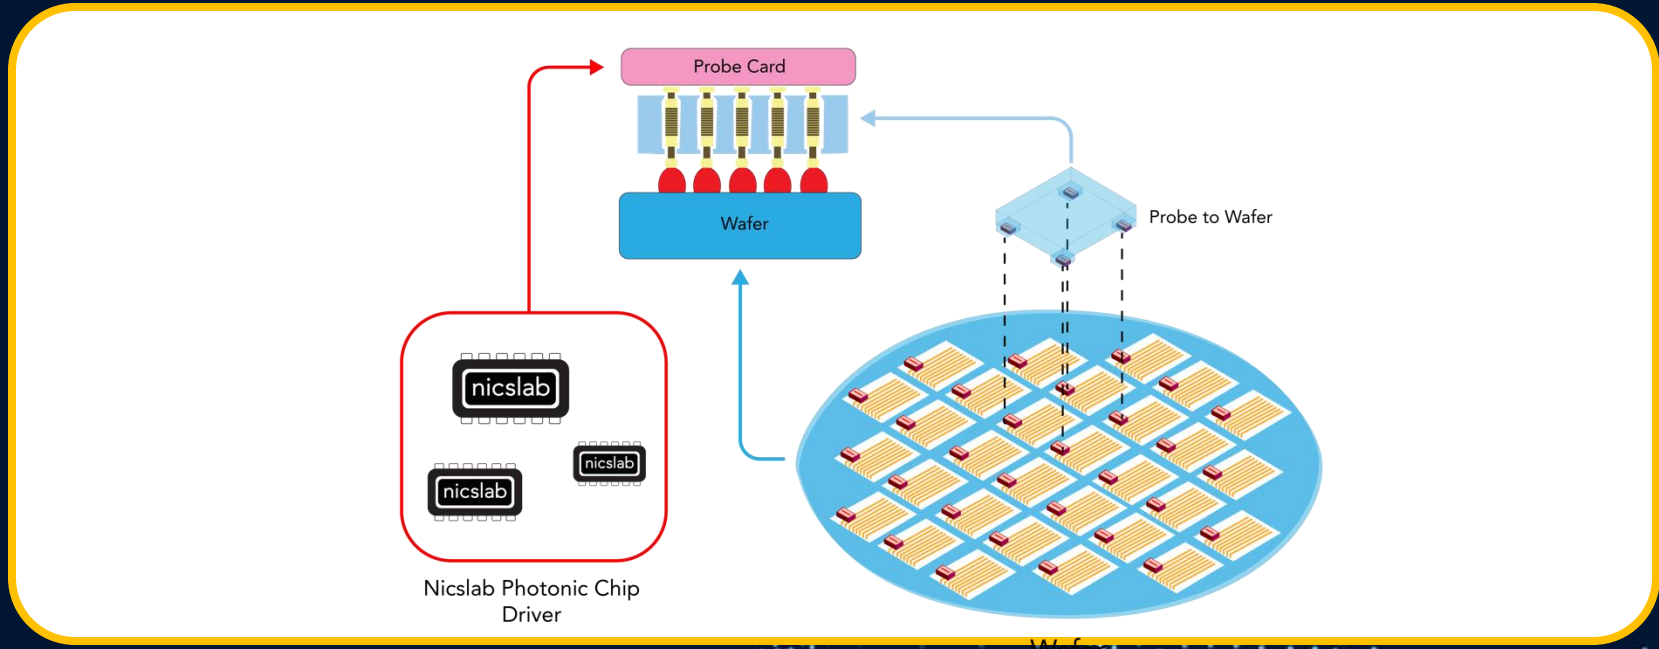 Probe Card
Wafer
Probe to Wafer
nicslab
nicslab
nicslab
Nicslab Photonic Chip
Driver